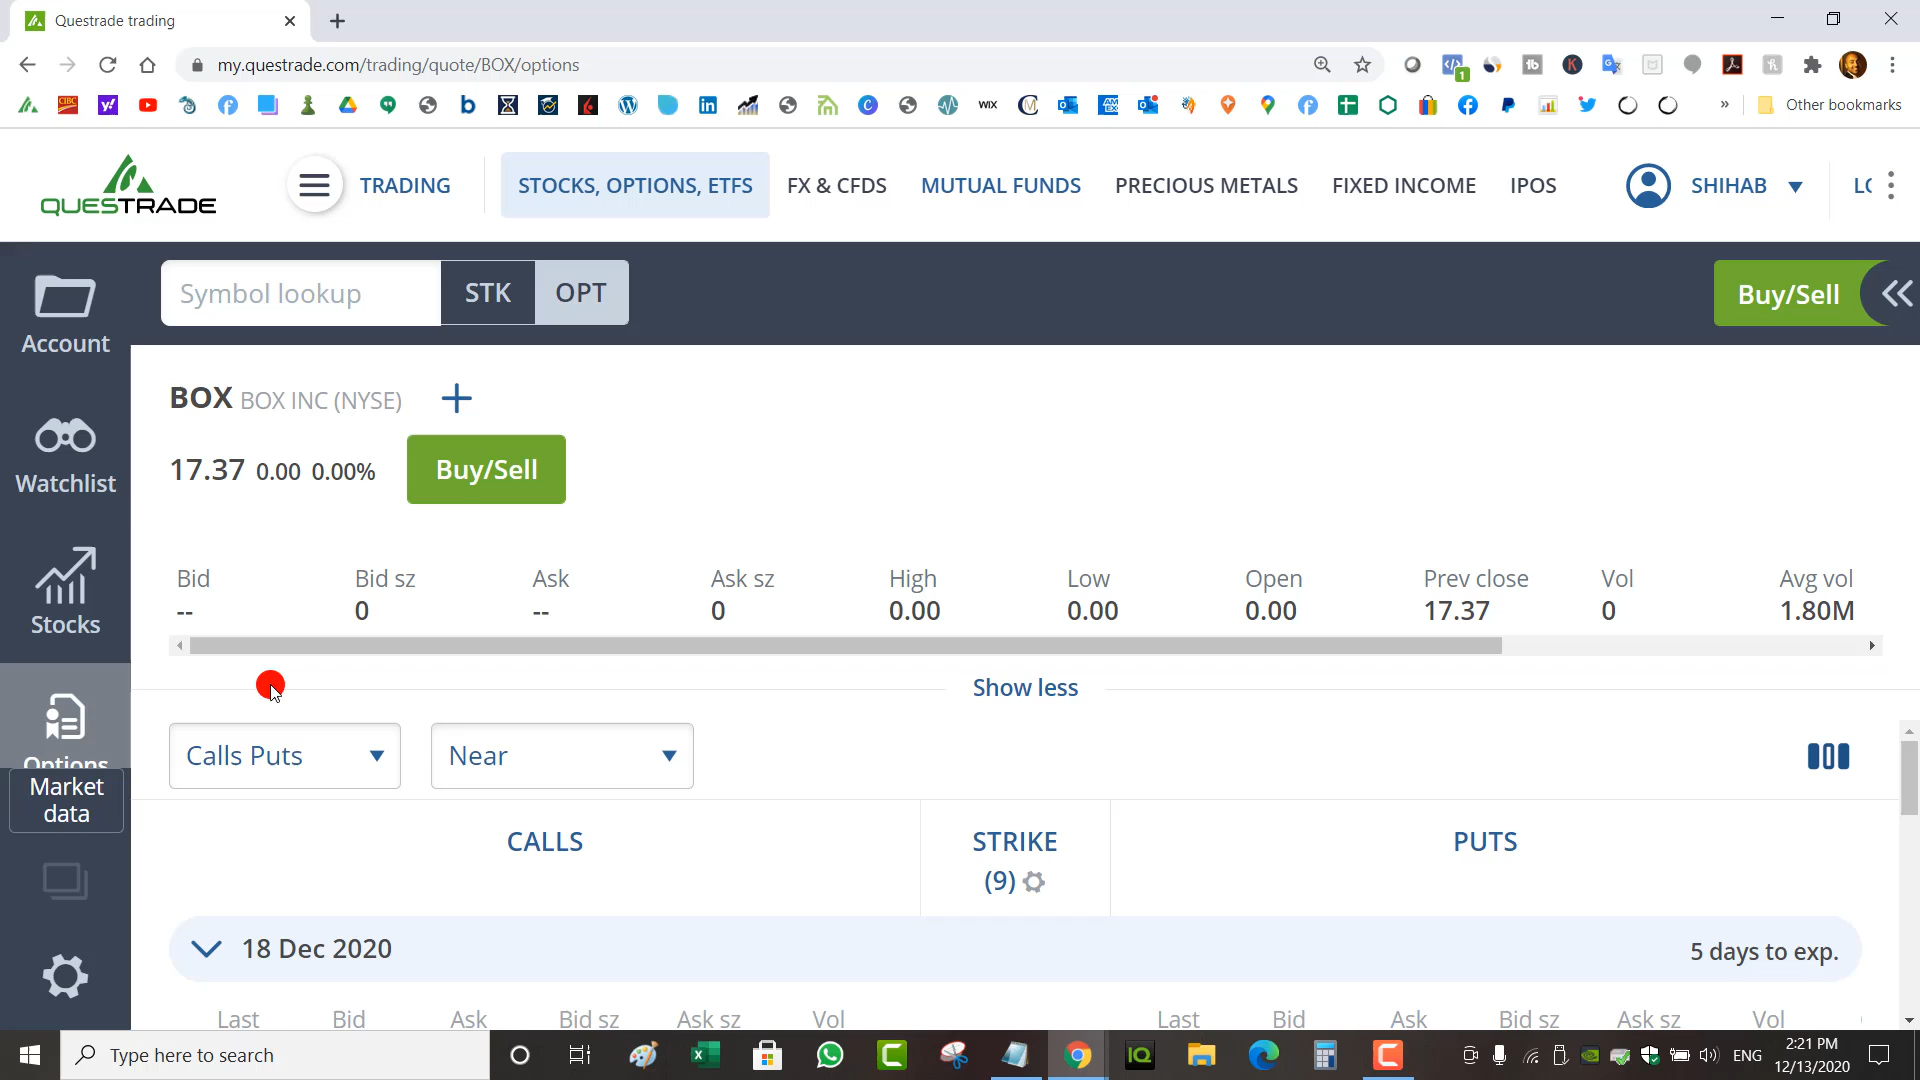 Questrade trading
my.questrade.com/trading/quote/BOX/options
Other bookmarks
QUESTRADE
TRADING
STOCKS, OPTIONS, ETFS
FX & CFDS
MUTUAL FUNDS
PRECIOUS METALS
FIXED INCOME
IPOS
SHIHAB
Symbol lookup
STK
OPT
Buy/Sell
Account
Watchlist
Stocks
Options
Market
data
BOX BOX INC (NYSE)
17.37 0.00 0.00%
Buy/Sell
Bid Bid sz Ask Ask sz High Low Open Prev close Vol Avg vol
-- 0 -- 0 0.00 0.00 0.00 17.37 0 1.80M
Show less
Calls Puts
Near
CALLS
STRIKE
(9)
PUTS
18 Dec 2020
5 days to exp.
Last Bid Ask Bid sz Ask sz Vol
Last Bid Ask Bid sz Ask sz Vol
Type here to search
ENG
2:21 PM
12/13/2020